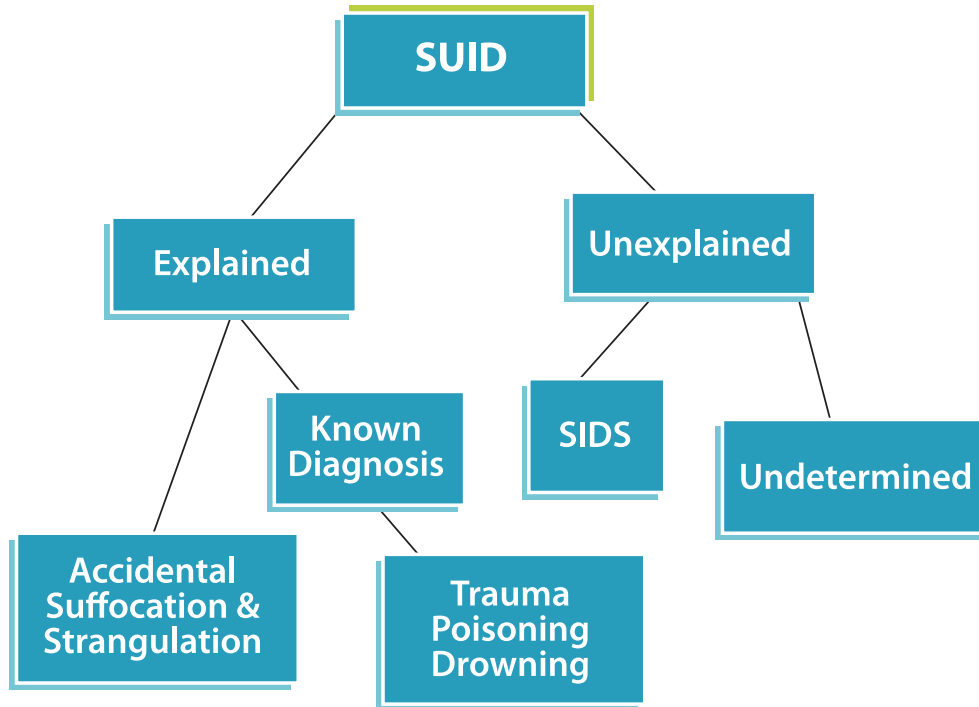 SUID
Explained
Unexplained
Known
Diagnosis
SIDS
Undetermined
Accidental
Suffocation &
Strangulation
Trauma
Poisoning
Drowning